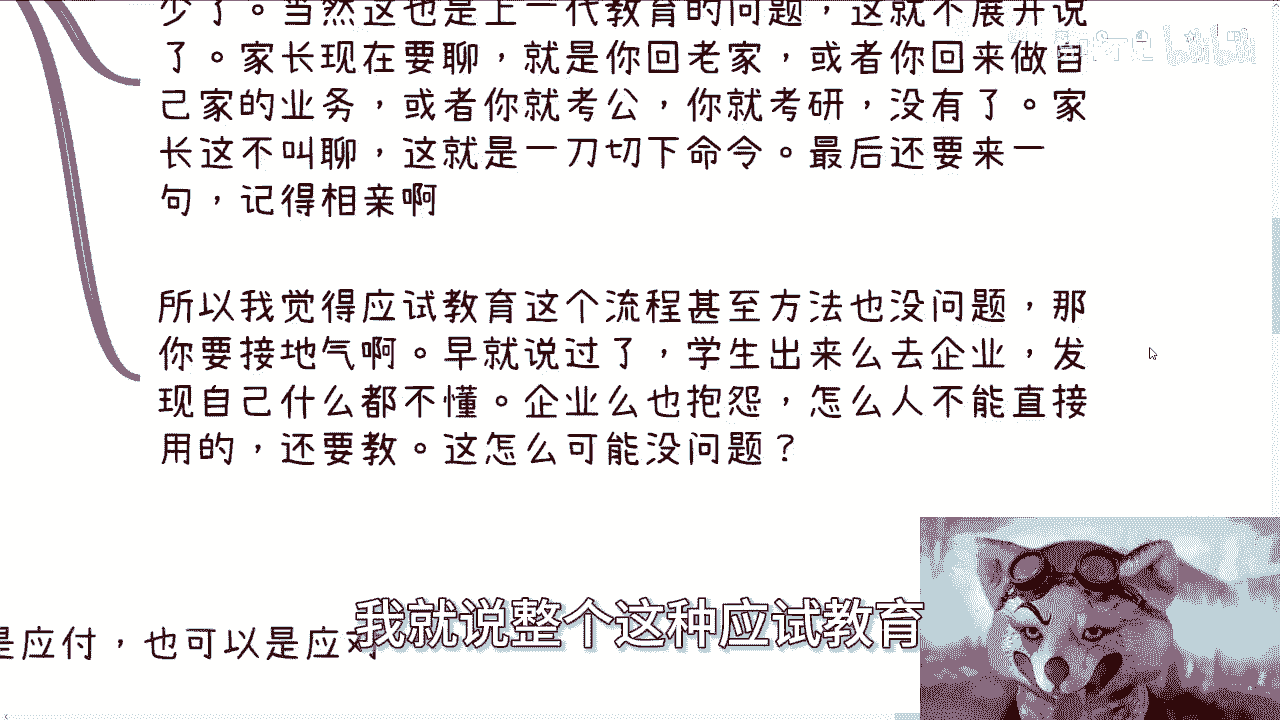 少了。当然这也是上一代教育的问题，这就不展开说
了。家长现在要聊，就是你回老家，或者你回来做自
己家的业务，或者你就考公，你就考研，没有了。家
长这不叫聊，这就是一刀切下命令。最后还要来一
句，记得相亲啊
所以我觉得应试教育这个流程甚至方法也没问题，那
你要接地气啊。早就说过了，学生出来么去企业，发
现自己什么都不懂。企业么也抱怨，怎么人不能直接
用的，还要教。这怎么可能没问题？
是应付，也可以是应对
我就说整个这种应试教育